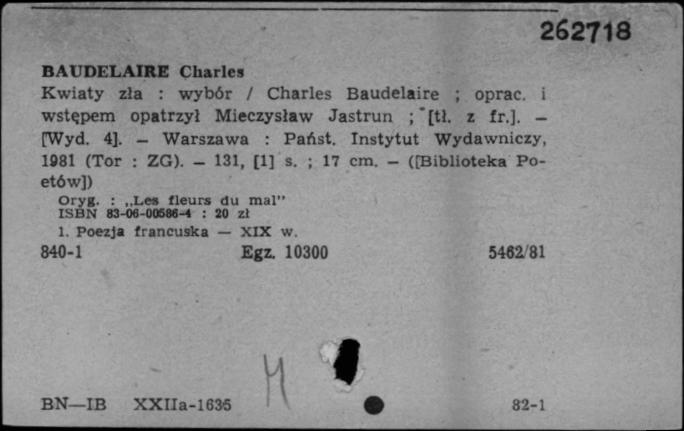 262718
BAUDELAIRE Charles
Kwiaty zła : wybór / Charles Baudelaire ; oprac. i
wstępem opatrzył Mieczysław Jastrun ; [tł. z fr.]. —
[Wyd. 4]. — Warszawa : Państ. Instytut Wydawniczy,
1981 (Tor : ZG). — 131, [1] s. ; 17 cm. — ([Biblioteka Po-
etów])
Oryg. : „Les fleurs du mal”
ISBN 83-06-00586-4 : 20 zł
1. Poezja francuska — XIX w.
840-1 Egz. 10300 5462/81
M
BN—IB XXIIa-1635 82-1